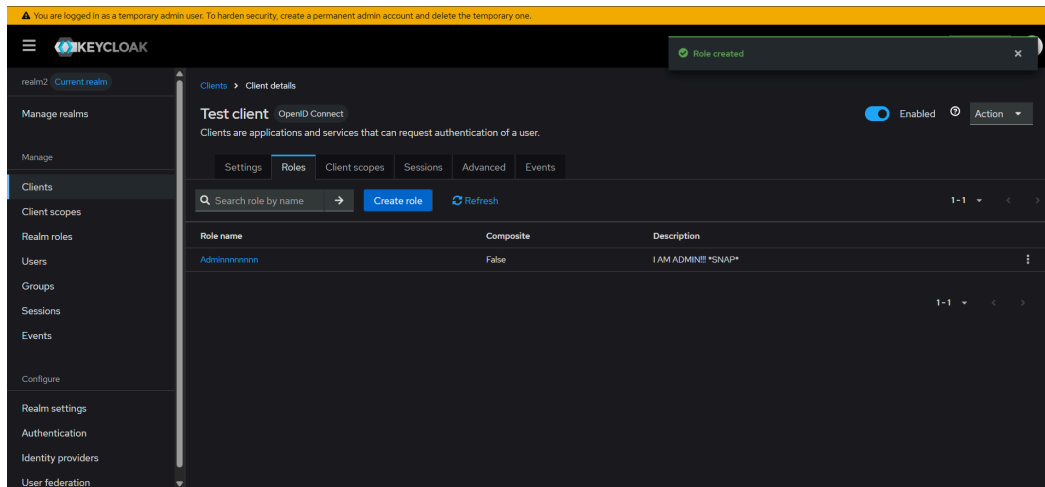 You are logged in as a temporary admin user. To harden security, create a permanent admin account and delete the temporary one.
KEYCLOAK
Role created
realm2 Current realm
Manage realms
Manage
Clients
Client scopes
Realm roles
Users
Groups
Sessions
Events
Configure
Realm settings
Authentication
Identity providers
User federation
Clients > Client details
Test client OpenID Connect
Enabled Action
Clients are applications and services that can request authentication of a user.
Settings Roles Client scopes Sessions Advanced Events
Search role by name Create role Refresh 1-1
Role name Composite Description
Adminnnnnnn False I AM ADMIN!!! *SNAP*
1-1